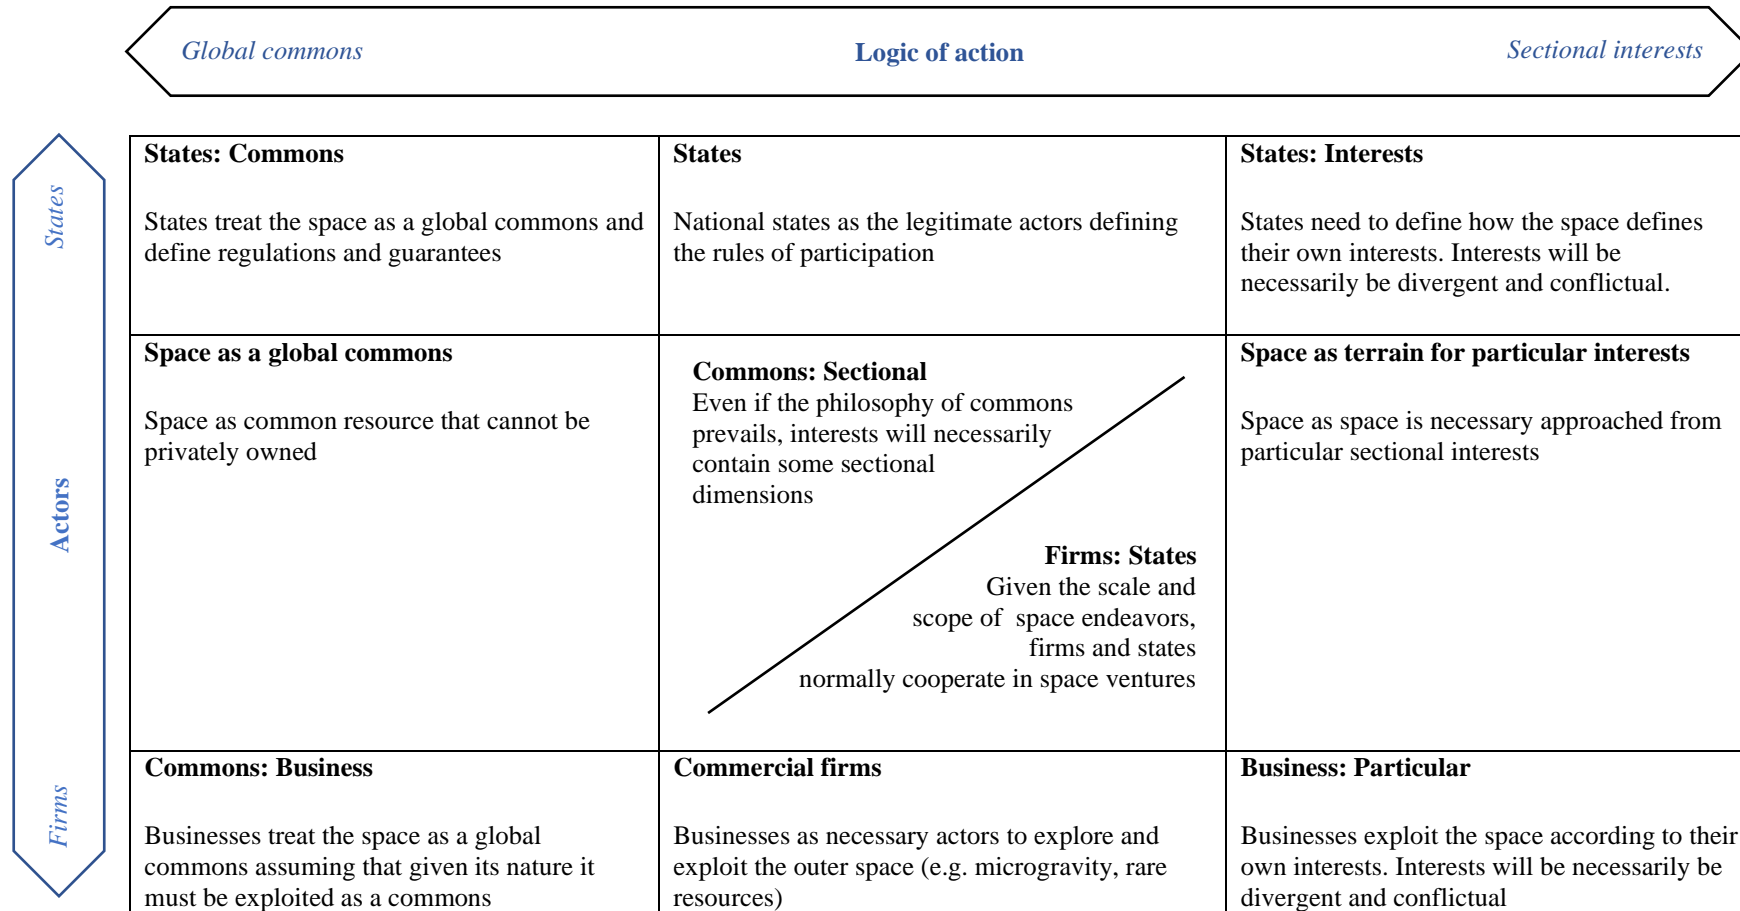 Global commons
Logic of action
Sectional interests
States
Actors
Firms
States: Commons
States treat the space as a global commons and
define regulations and guarantees
States
National states as the legitimate actors defining
the rules of participation
States: Interests
States need to define how the space defines
their own interests. Interests will be
necessarily be divergent and conflictual.
Space as a global commons
Space as common resource that cannot be
privately owned
Commons: Sectional
Even if the philosophy of commons
prevails, interests will necessarily
contain some sectional
dimensions
Firms: States
Given the scale and
scope of  space endeavors,
firms and states
normally cooperate in space ventures
Space as terrain for particular interests
Space as space is necessary approached from
particular sectional interests
Commons: Business
Businesses treat the space as a global
commons assuming that given its nature it
must be exploited as a commons
Commercial firms
Businesses as necessary actors to explore and
exploit the outer space (e.g. microgravity, rare
resources)
Business: Particular
Businesses exploit the space according to their
own interests. Interests will be necessarily be
divergent and conflictual